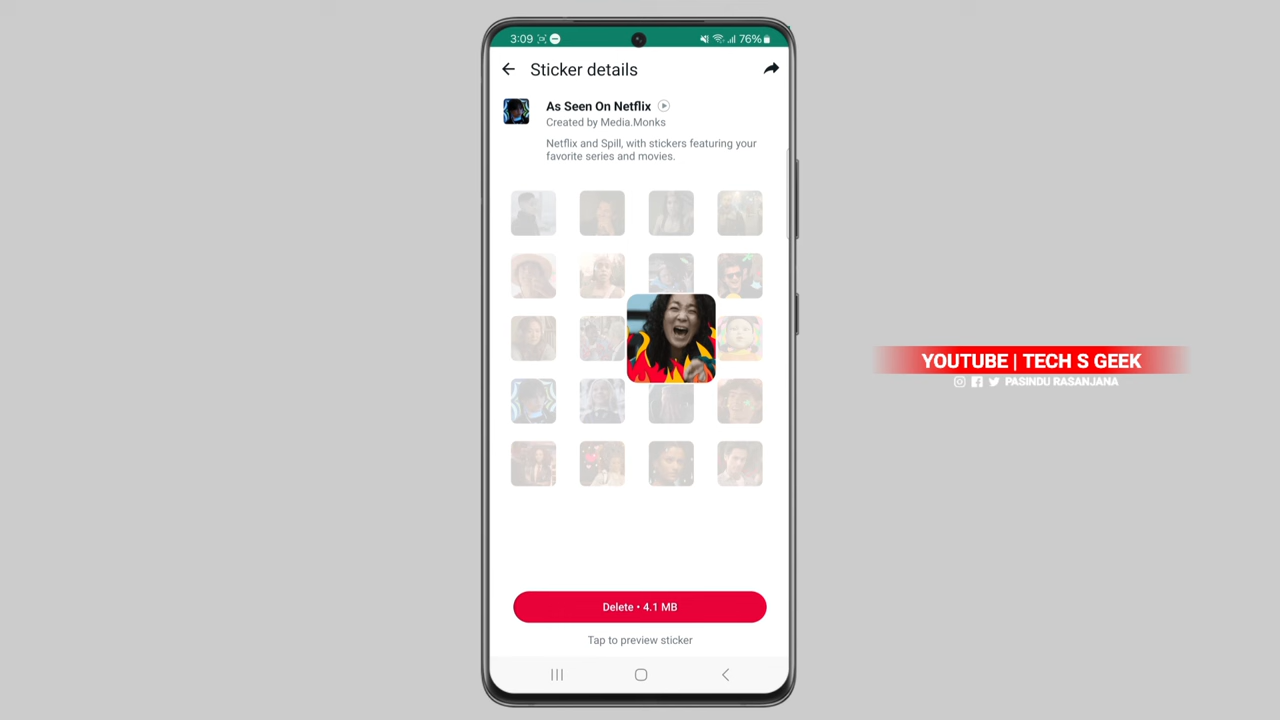 3:09
76%
Sticker details
As Seen On Netflix
Created by Media.Monks
Netflix and Spill, with stickers featuring your
favorite series and movies.
Delete • 4.1 MB
Tap to preview sticker
YOUTUBE | TECH S GEEK
PASINDU RASANJANA